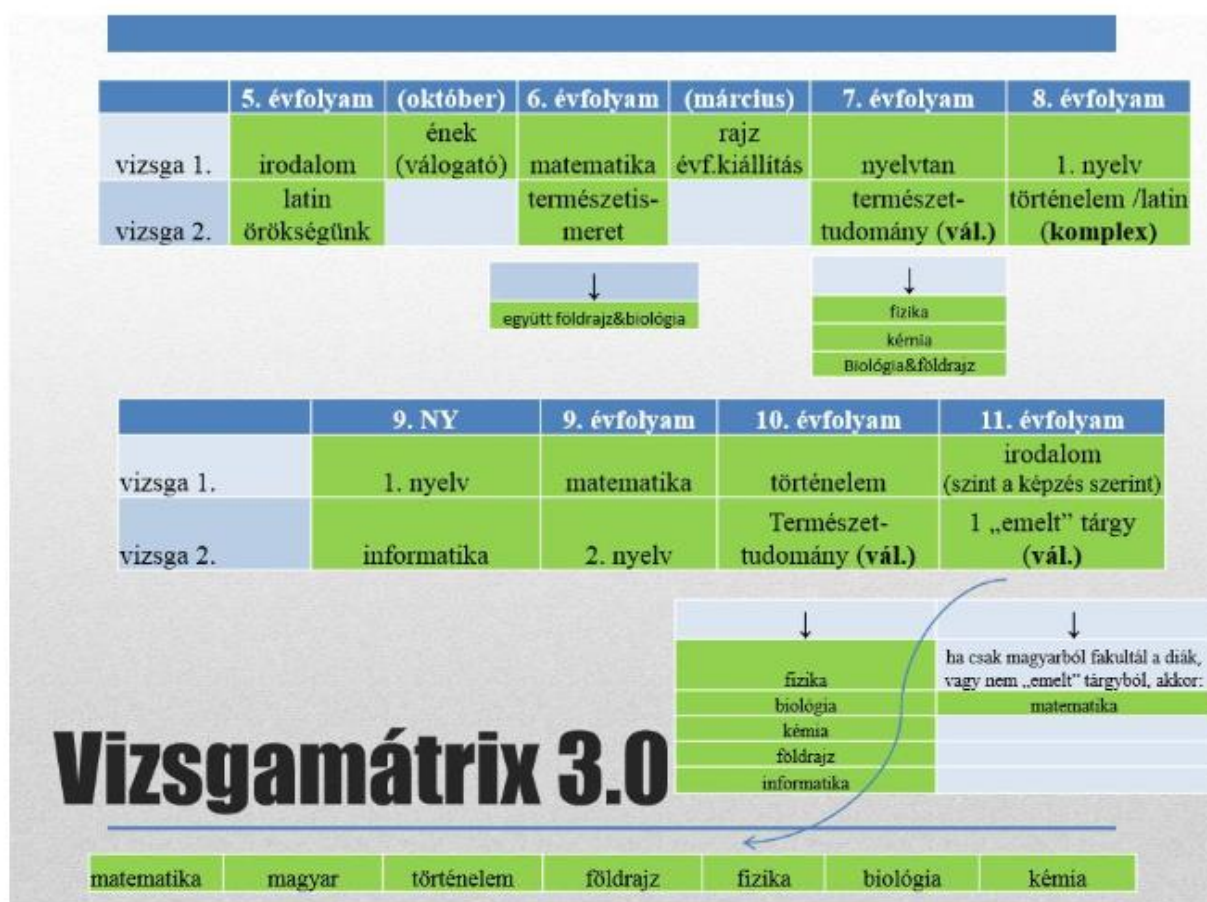 5. évfolyam (október) 6. évfolyam (március) 7. évfolyam 8. évfolyam
vizsga 1. irodalom ének (válogató) matematika rajz évf.kiállítás nyelvtan 1. nyelv
vizsga 2. latin örökségünk természetis-meret természet-tudomány (vál.) történelem /latin (komplex)
↓ ↓
együtt földrajz&biológia
fizika
kémia
Biológia&földrajz
9. NY 9. évfolyam 10. évfolyam 11. évfolyam
vizsga 1. 1. nyelv matematika történelem irodalom (szint a képzés szerint)
vizsga 2. informatika 2. nyelv Természet-tudomány (vál.) 1 „emelt” tárgy (vál.)
↓ ↓
fizika
biológia
kémia
földrajz
informatika
ha csak magyarból fakultál a diák,
vagy nem „emelt” tárgyból, akkor:
matematika
Vizsgamátrix 3.0
matematika magyar történelem földrajz fizika biológia kémia